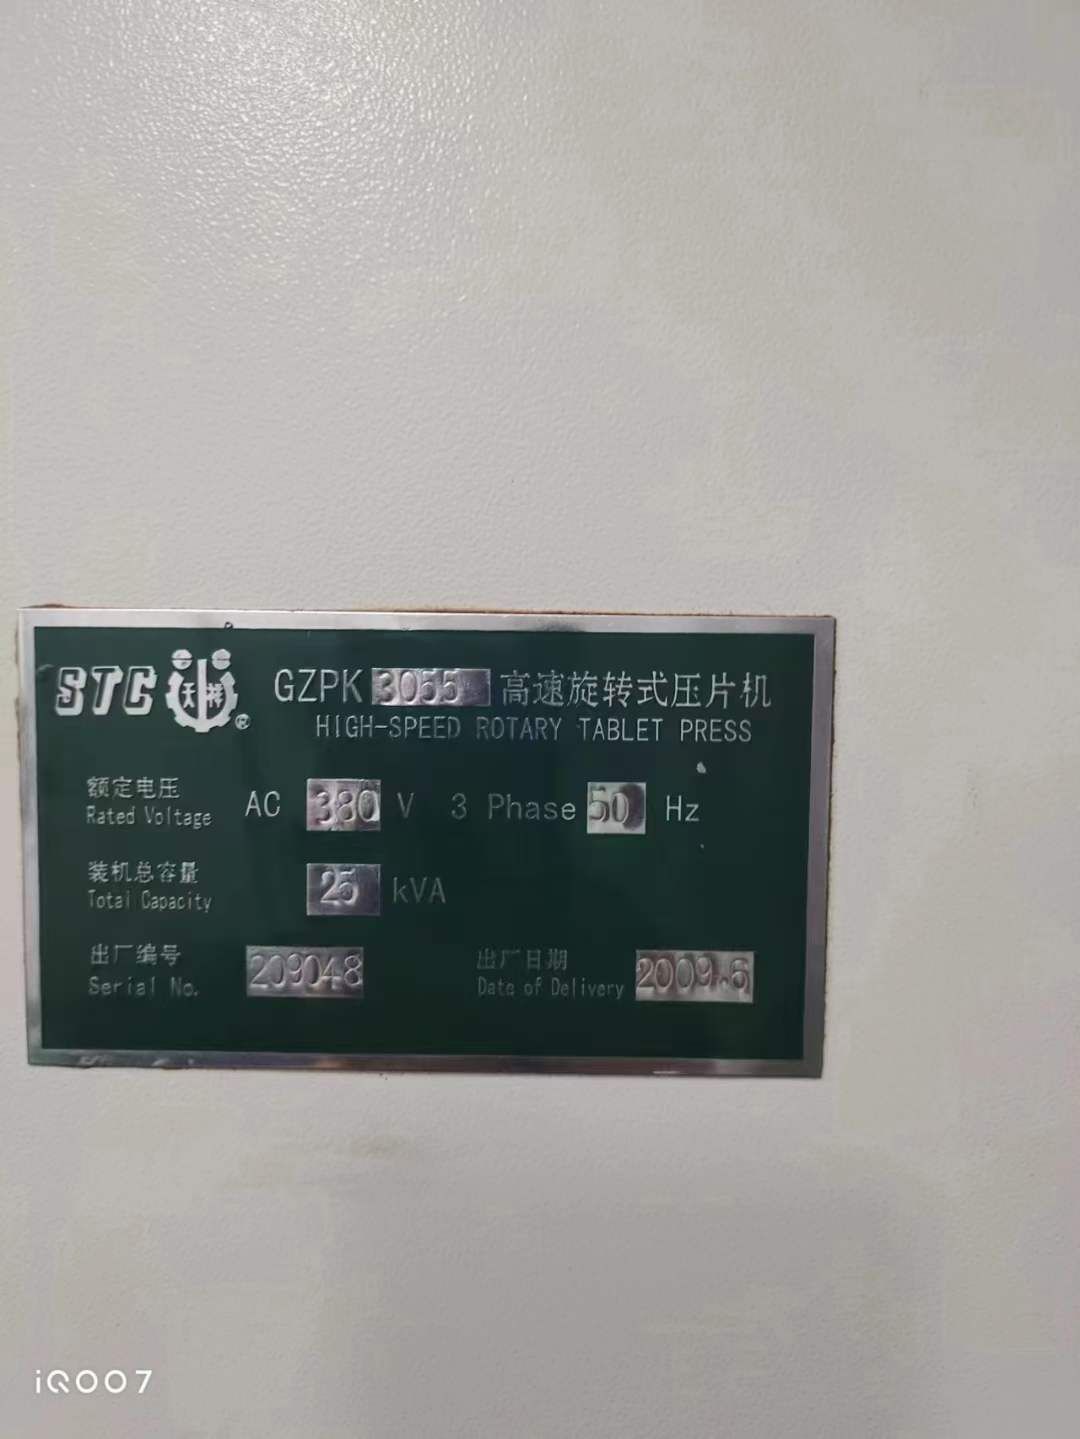 STC 天祥 ® GZPK 3055 高速旋转式压片机
HIGH-SPEED ROTARY TABLET PRESS
额定电压
Rated Voltage AC 380 V 3 Phase 50 Hz
装机总容量
Total Capacity 25 kVA
出厂编号 出厂日期
Serial No. 209048 Date of Delivery 2009.6
iQOO7